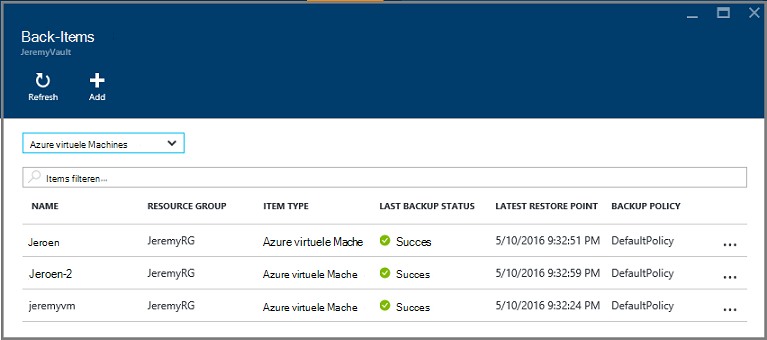 Back-Items
JeremyVault
Refresh Add
Azure virtuele Machines
Items filteren...
NAME RESOURCE GROUP ITEM TYPE LAST BACKUP STATUS LATEST RESTORE POINT BACKUP POLICY
Jeroen JeremyRG Azure virtuele Mache Succes 5/10/2016 9:32:51 PM DefaultPolicy ...
Jeroen-2 JeremyRG Azure virtuele Mache Succes 5/10/2016 9:32:59 PM DefaultPolicy ...
jeremyvm JeremyRG Azure virtuele Mache Succes 5/10/2016 9:32:24 PM DefaultPolicy ...